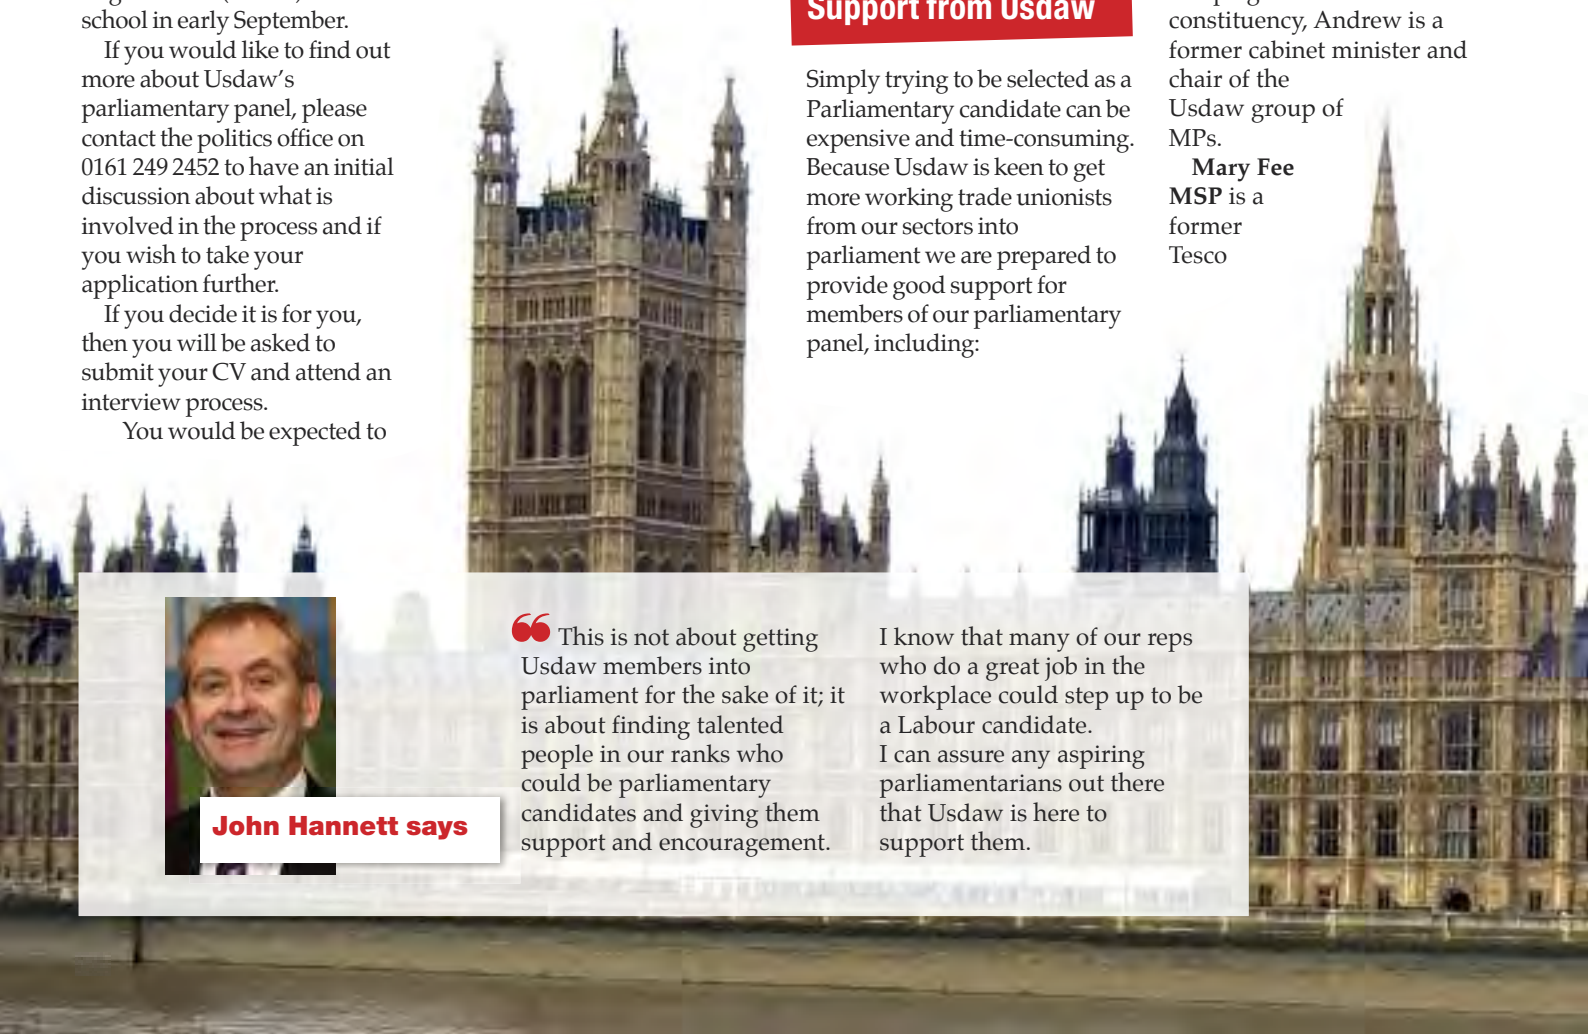 school in early September.
If you would like to find out
more about Usdaw’s
parliamentary panel, please
contact the politics office on
0161 249 2452 to have an initial
discussion about what is
involved in the process and if
you wish to take your
application further.
If you decide it is for you,
then you will be asked to
submit your CV and attend an
interview process.
You would be expected to
Support from Usdaw
Simply trying to be selected as a
Parliamentary candidate can be
expensive and time-consuming.
Because Usdaw is keen to get
more working trade unionists
from our sectors into
parliament we are prepared to
provide good support for
members of our parliamentary
panel, including:
constituency, Andrew is a
former cabinet minister and
chair of the
Usdaw group of
MPs.
Mary Fee
MSP is a
former
Tesco
John Hannett says
“ This is not about getting
Usdaw members into
parliament for the sake of it; it
is about finding talented
people in our ranks who
could be parliamentary
candidates and giving them
support and encouragement.
I know that many of our reps
who do a great job in the
workplace could step up to be
a Labour candidate.
I can assure any aspiring
parliamentarians out there
that Usdaw is here to
support them.